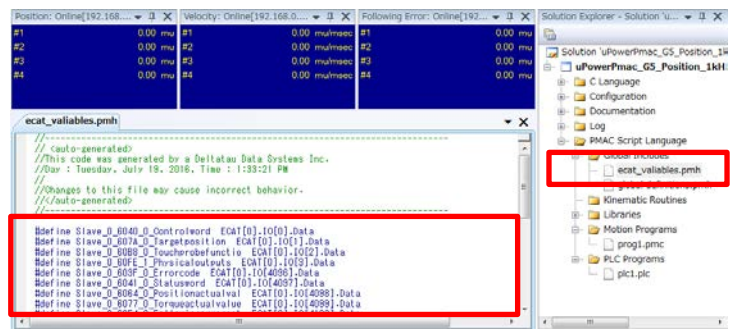 Position: Online[192.168....
#1 0.00 mu
#2 0.00 mu
#3 0.00 mu
#4 0.00 mu
Velocity: Online[192.168.0....
#1 0.00 mu/msec
#2 0.00 mu/msec
#3 0.00 mu/msec
#4 0.00 mu/msec
Following Error: Online[192...
#1 0.00 mu
#2 0.00 mu
#3 0.00 mu
#4 0.00 mu
ecat_valiables.pmh
//
// <auto-generated>
//This code was generated by a Deltatau Data Systems Inc.
//Day : Tuesday, July 19, 2016. Time : 1:33:21 PM
//
//Changes to this file may cause incorrect behavior.
//</auto-generated>
//
#define Slave_0_6040_0_Controlword ECAT[0].IO[0].Data
#define Slave_0_607A_0_Targetposition ECAT[0].IO[1].Data
#define Slave_0_60B8_0_Touchprobefunctio ECAT[0].IO[2].Data
#define Slave_0_60FE_1_Physicaloutputs ECAT[0].IO[3].Data
#define Slave_0_603F_0_Errorcode ECAT[0].IO[4096].Data
#define Slave_0_6041_0_Statusword ECAT[0].IO[4097].Data
#define Slave_0_6064_0_Positionactualval ECAT[0].IO[4098].Data
#define Slave_0_6077_0_Torqueactualvalue ECAT[0].IO[4099].Data
Solution Explorer - Solution 'u...
Solution 'uPowerPmac_G5_Position_1k
uPowerPmac_G5_Position_1kH
C Language
Configuration
Documentation
Log
PMAC Script Language
Global Includes
ecat_valiables.pmh
Kinematic Routines
Libraries
Motion Programs
prog1.pmc
PLC Programs
plc1.plc